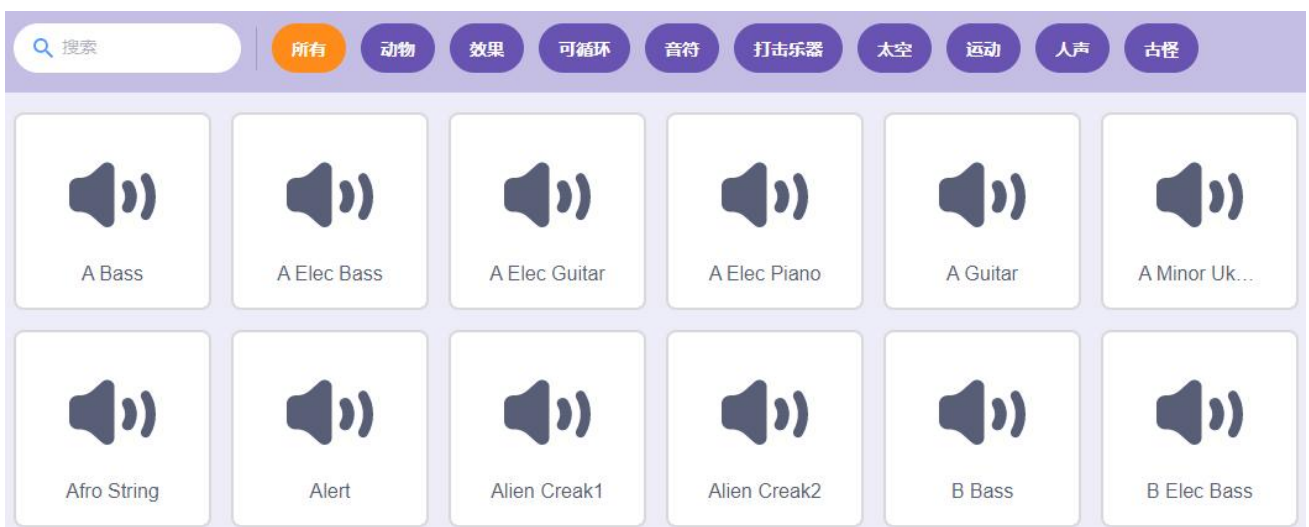 搜索 所有 动物 效果 可循环 音符 打击乐器 太空 运动 人声 古怪
A Bass A Elec Bass A Elec Guitar A Elec Piano A Guitar A Minor Uk...
Afro String Alert Alien Creak1 Alien Creak2 B Bass B Elec Bass